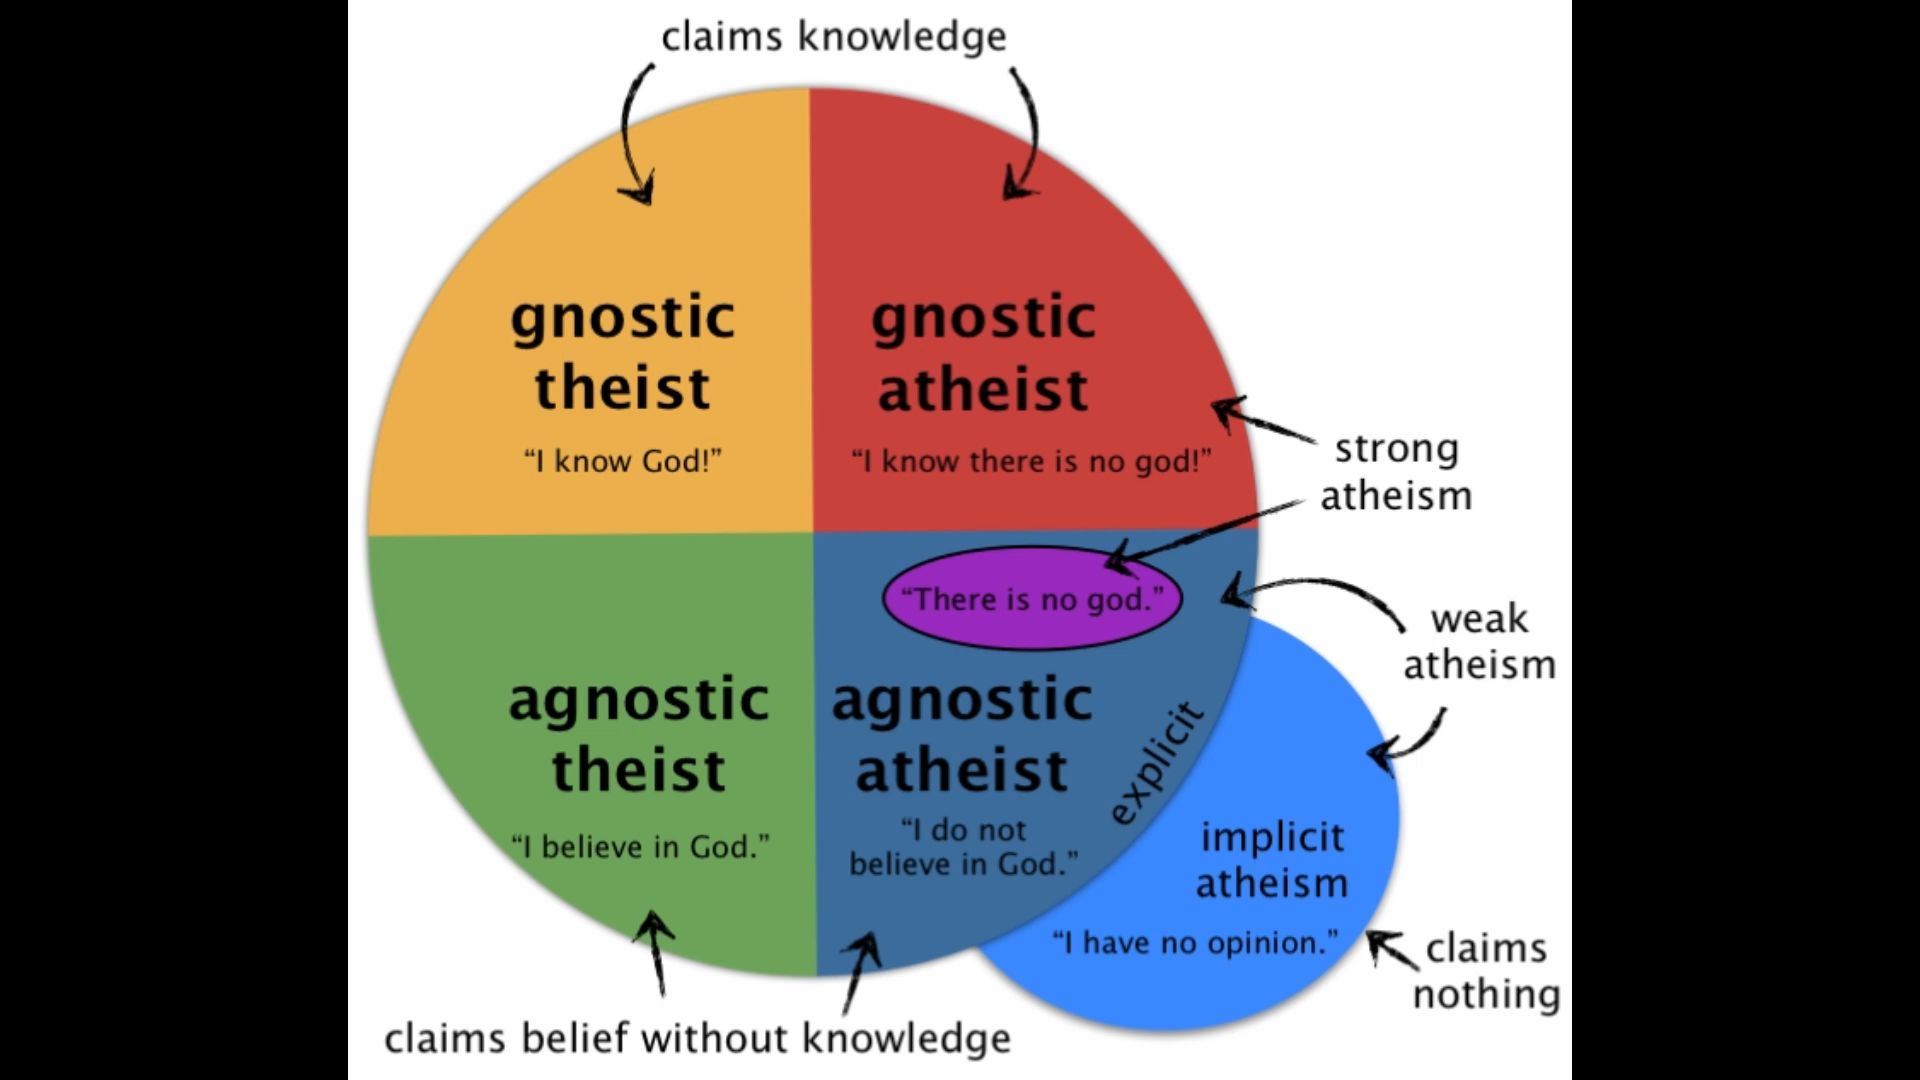 claims knowledge
gnostic
theist
“I know God!”
gnostic
atheist
“I know there is no god!”
strong
atheism
“There is no god.”
weak
atheism
agnostic
theist
“I believe in God.”
agnostic
atheist
“I do not
believe in God.”
explicit
implicit
atheism
“I have no opinion.”
claims
nothing
claims belief without knowledge